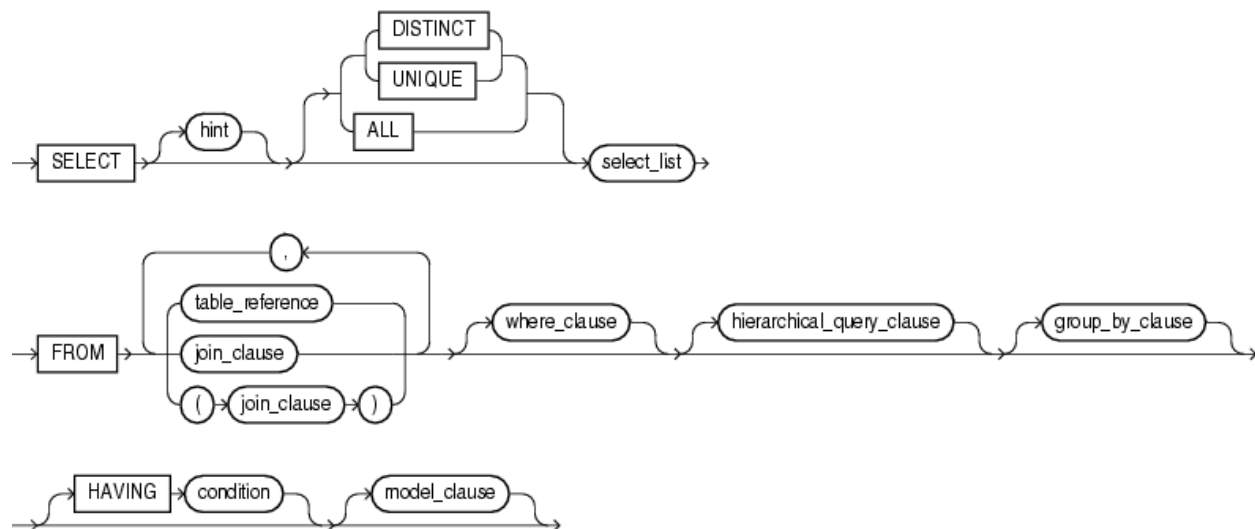 DISTINCT
UNIQUE
ALL
SELECT hint select_list
,
table_reference
FROM join_clause where_clause hierarchical_query_clause group_by_clause
( join_clause )
HAVING condition model_clause